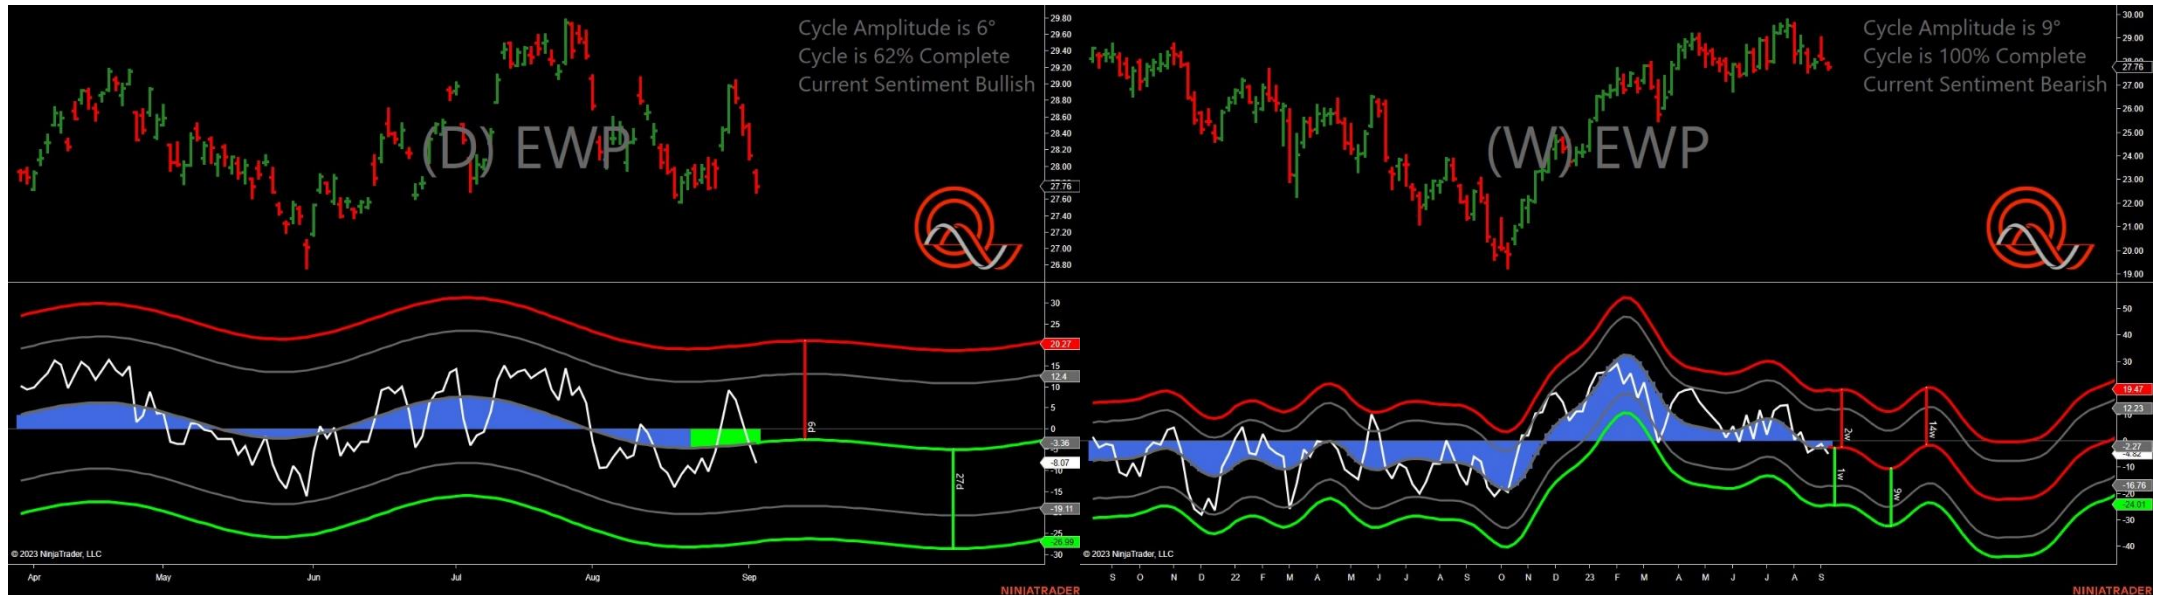 Cycle Amplitude is 6°
Cycle is 62% Complete
Current Sentiment Bullish
(D) EWP
29.80
29.60
29.40
29.20
29.00
28.80
28.60
28.40
28.20
28.00
27.76
27.60
27.40
27.20
27.00
26.80
30
25
20.27
15
12.4
10
5
0
-3.36
-8.07
-15
-19.11
-25
-26.99
-30
9d
27d
© 2023 NinjaTrader, LLC
Apr May Jun Jul Aug Sep
NINJATRADER
Cycle Amplitude is 9°
Cycle is 100% Complete
Current Sentiment Bearish
(W) EWP
30.00
29.00
27.76
27.00
26.00
25.00
24.00
23.00
22.00
21.00
20.00
19.00
50
40
30
19.47
12.23
-2.27
-4.82
-10
-16.76
-20
-24.01
-30
-40
2w
1w
9w
14w
© 2023 NinjaTrader, LLC
S O N D 22 F M A M J J A S O N D 23 F M A M J J A S
NINJATRADER